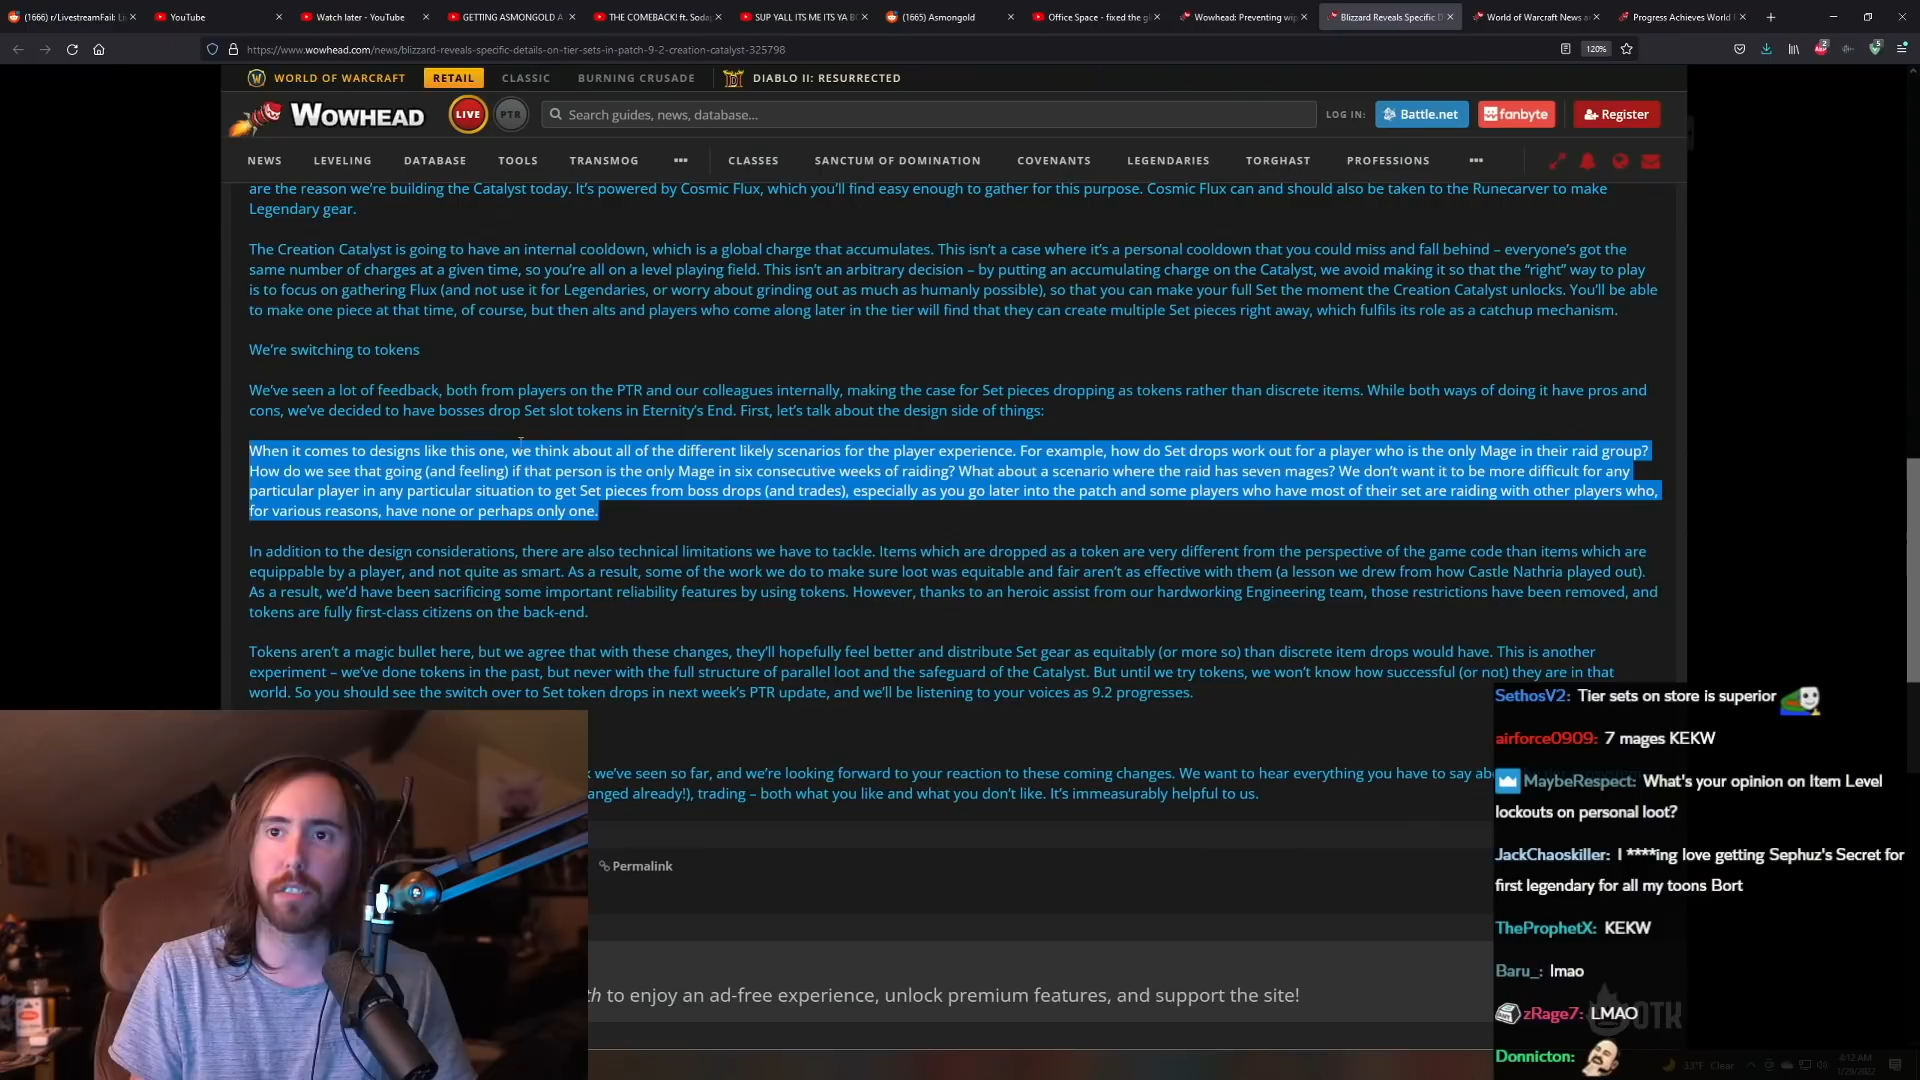 (1666) r/LivestreamFail: Li
YouTube
Watch later - YouTube
GETTING ASMONGOLD A
THE COMEBACK! ft. Soda
SUP YALL ITS ME ITS YA B
(1665) Asmongold
Office Space - fixed the gl
Wowhead: Preventing wip
Blizzard Reveals Specific D
World of Warcraft News a
Progress Achieves World
https://www.wowhead.com/news/blizzard-reveals-specific-details-on-tier-sets-in-patch-9-2-creation-catalyst-325798
120%
WORLD OF WARCRAFT RETAIL CLASSIC BURNING CRUSADE DIABLO II: RESURRECTED
WOWHEAD LIVE PTR Search guides, news, database... LOG IN: Battle.net fanbyte Register
NEWS LEVELING DATABASE TOOLS TRANSMOG ••• CLASSES SANCTUM OF DOMINATION COVENANTS LEGENDARIES TORGHAST PROFESSIONS •••
are the reason we're building the Catalyst today. It's powered by Cosmic Flux, which you'll find easy enough to gather for this purpose. Cosmic Flux can and should also be taken to the Runecarver to make
Legendary gear.
The Creation Catalyst is going to have an internal cooldown, which is a global charge that accumulates. This isn't a case where it's a personal cooldown that you could miss and fall behind – everyone's got the
same number of charges at a given time, so you're all on a level playing field. This isn't an arbitrary decision – by putting an accumulating charge on the Catalyst, we avoid making it so that the "right" way to play
is to focus on gathering Flux (and not use it for Legendaries, or worry about grinding out as much as humanly possible), so that you can make your full Set the moment the Creation Catalyst unlocks. You'll be able
to make one piece at that time, of course, but then alts and players who come along later in the tier will find that they can create multiple Set pieces right away, which fulfils its role as a catchup mechanism.
We're switching to tokens
We've seen a lot of feedback, both from players on the PTR and our colleagues internally, making the case for Set pieces dropping as tokens rather than discrete items. While both ways of doing it have pros and
cons, we've decided to have bosses drop Set slot tokens in Eternity's End. First, let's talk about the design side of things:
When it comes to designs like this one, we think about all of the different likely scenarios for the player experience. For example, how do Set drops work out for a player who is the only Mage in their raid group?
How do we see that going (and feeling) if that person is the only Mage in six consecutive weeks of raiding? What about a scenario where the raid has seven mages? We don't want it to be more difficult for any
particular player in any particular situation to get Set pieces from boss drops (and trades), especially as you go later into the patch and some players who have most of their set are raiding with other players who,
for various reasons, have none or perhaps only one.
In addition to the design considerations, there are also technical limitations we have to tackle. Items which are dropped as a token are very different from the perspective of the game code than items which are
equippable by a player, and not quite as smart. As a result, some of the work we do to make sure loot was equitable and fair aren't as effective with them (a lesson we drew from how Castle Nathria played out).
As a result, we'd have been sacrificing some important reliability features by using tokens. However, thanks to an heroic assist from our hardworking Engineering team, those restrictions have been removed, and
tokens are fully first-class citizens on the back-end.
Tokens aren't a magic bullet here, but we agree that with these changes, they'll hopefully feel better and distribute Set gear as equitably (or more so) than discrete item drops would have. This is another
experiment – we've done tokens in the past, but never with the full structure of parallel loot and the safeguard of the Catalyst. But until we try tokens, we won't know how successful (or not) they are in that
world. So you should see the switch over to Set token drops in next week's PTR update, and we'll be listening to your voices as 9.2 progresses.
we've seen so far, and we're looking forward to your reaction to these coming changes. We want to hear everything you have to say
anged already!), trading – both what you like and what you don't like. It's immeasurably helpful to us.
Permalink
to enjoy an ad-free experience, unlock premium features, and support the site!
SethosV2: Tier sets on store is superior
airforce0909: 7 mages KEKW
MaybeRespect: What's your opinion on Item Level
lockouts on personal loot?
JackChaoskiller: I ****ing love getting Sephuz's Secret for
first legendary for all my toons Bort
TheProphetX: KEKW
Baru_: lmao
zRage7: LMAO
OTK
Donnicton:
33°F Clear
4:12 AM
1/29/2022